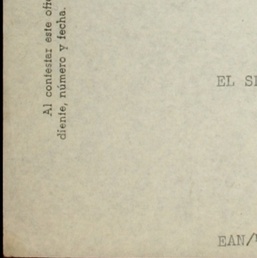 Al contestar este
diente, número y fecha.
EL
EAN/